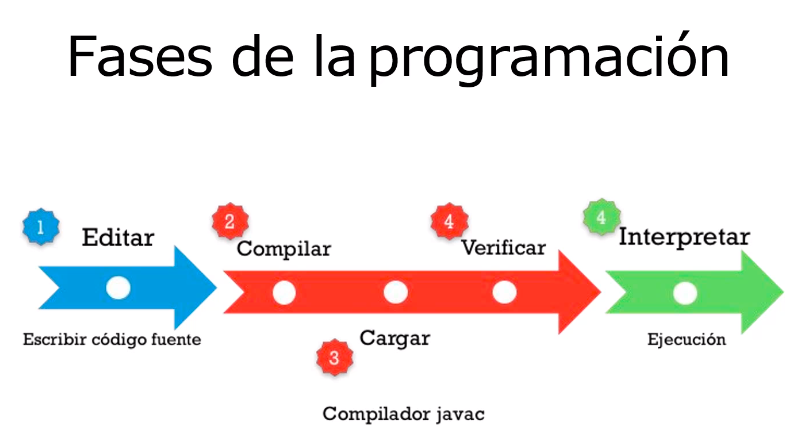 Fases de la programación
1
Editar
Escribir código fuente
2
Compilar
3
Cargar
4
Verificar
Compilador javac
4
Interpretar
Ejecución